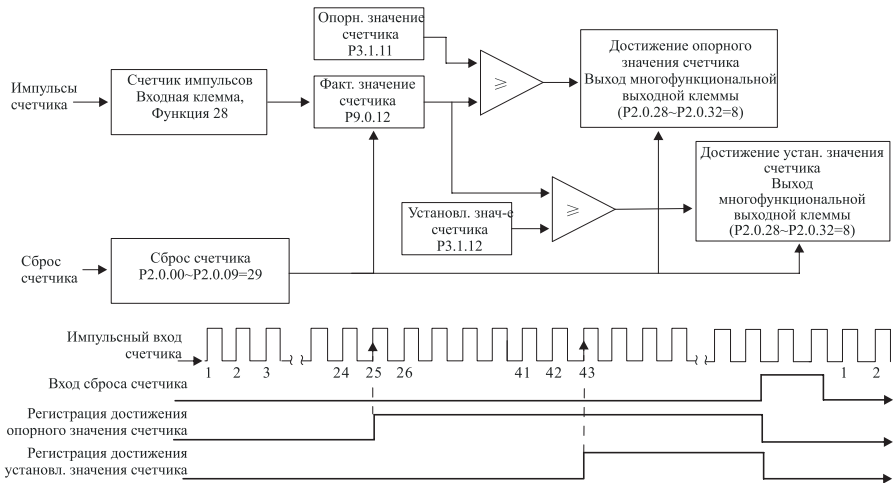 Опорн. значение
счетчика
P3.1.11
Импульсы
счетчика
Счетчик импульсов
Входная клемма,
Функция 28
Факт. значение
счетчика
P9.0.12
≥
Достижение опорного
значения счетчика
Выход многофункциональной
выходной клеммы
(P2.0.28~P2.0.32=8)
Установл. знач-е
счетчика
P3.1.12
≥
Достижение устан. значения
счетчика
Выход
многофункциональной
выходной клеммы
(P2.0.28~P2.0.32=8)
Сброс
счетчика
Сброс счетчика
P2.0.00~P2.0.09=29
Импульсный вход
счетчика
1 2 3 24 25 26 41 42 43 1 2
Вход сброса счетчика
Регистрация достижения
опорного значения счетчика
Регистрация достижения
установл. значения счетчика